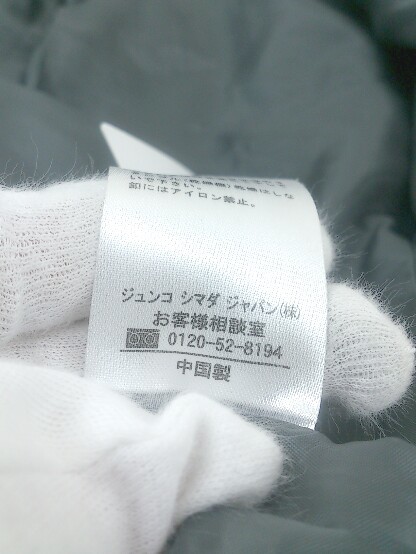 卸にはアイロン禁止。
ジュンコ シマダ ジャパン(株)
お客様相談室
0120-52-8194
中国製